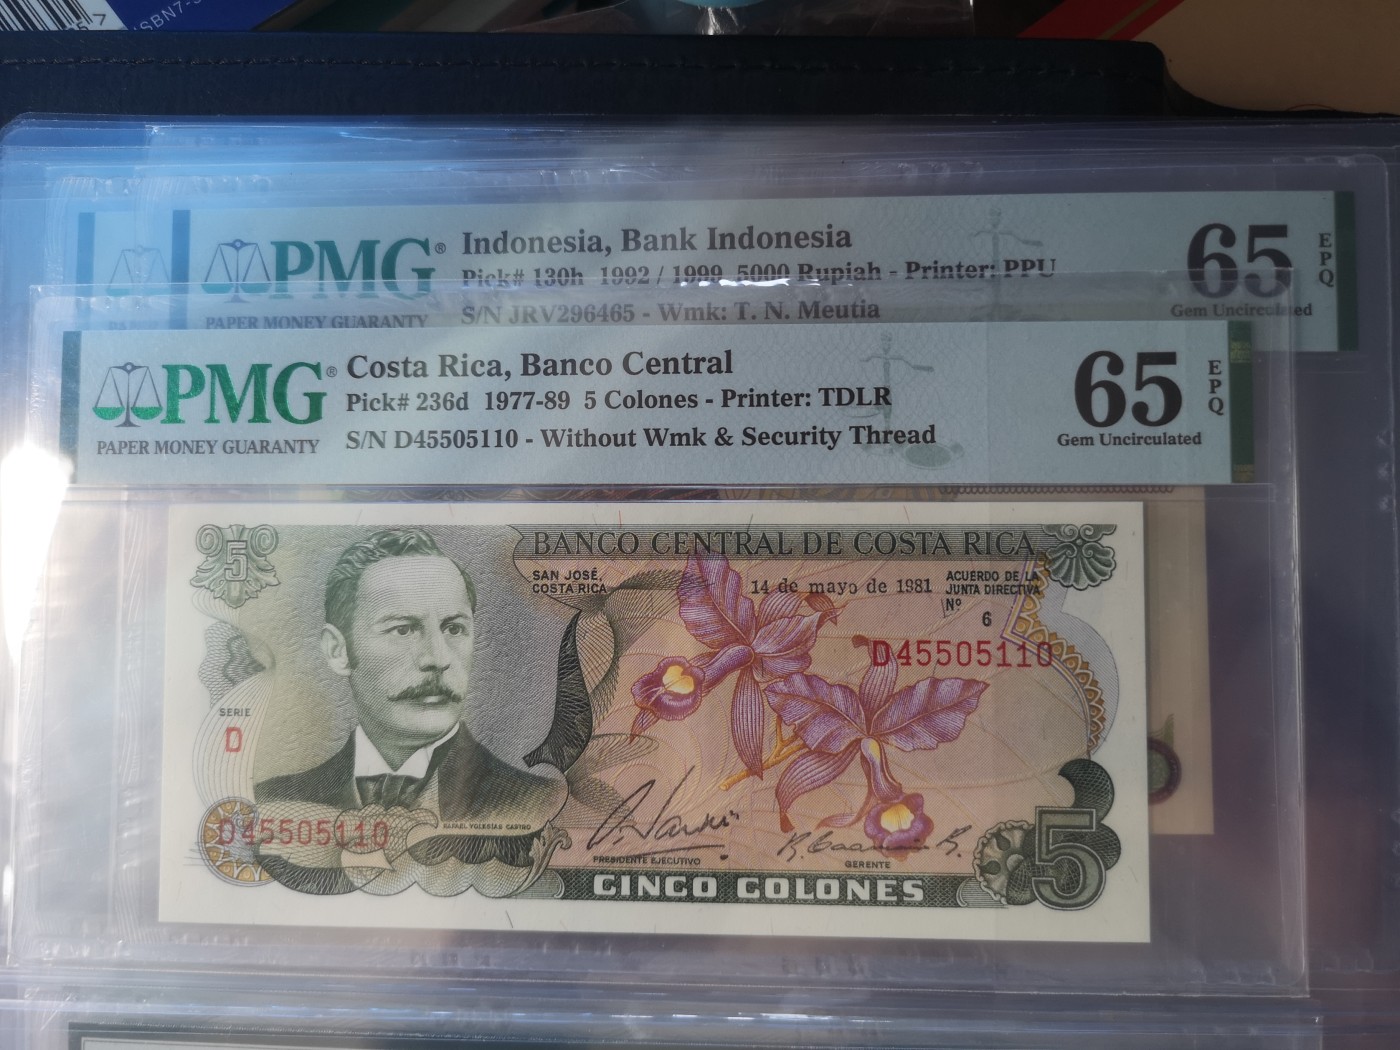 ISBN7-
PMG®
PAPER MONEY GUARANTY
Indonesia, Bank Indonesia
Pick# 130h 1992 / 1999 5000 Rupiah - Printer: PPU
S/N JRV296465 - Wmk: T. N. Meutia
65
EPQ
Gem Uncirculated
PMG®
PAPER MONEY GUARANTY
Costa Rica, Banco Central
Pick# 236d 1977-89 5 Colones - Printer: TDLR
S/N D45505110 - Without Wmk & Security Thread
65
EPQ
Gem Uncirculated
5
BANCO CENTRAL DE COSTA RICA
SAN JOSÉ,
COSTA RICA
14 de mayo de 1981
ACUERDO DE LA
JUNTA DIRECTIVA
Nº
6
D45505110
SERIE
D
D45505110
RAFAEL YGLESIAS CASTRO
PRESIDENTE EJECUTIVO
GERENTE
CINCO COLONES
5